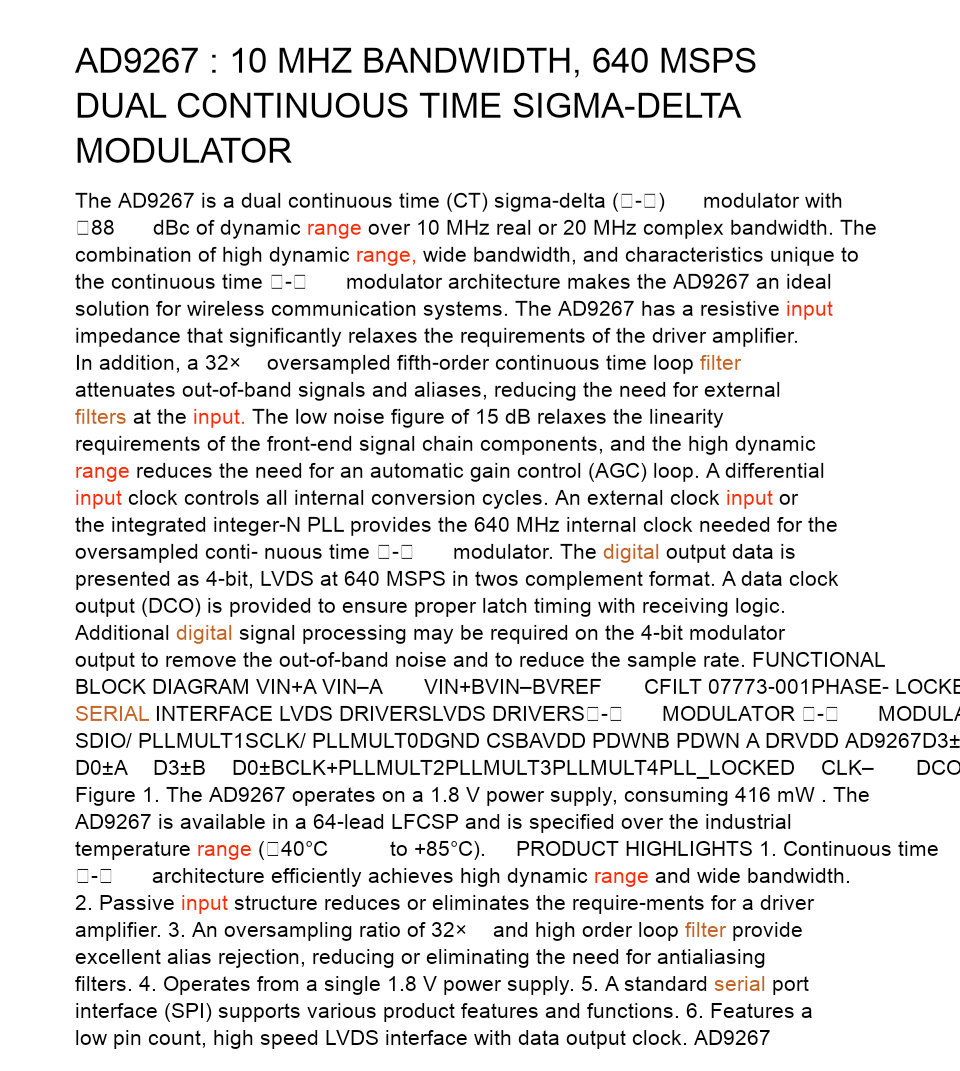 AD9267 : 10 MHZ BANDWIDTH, 640 MSPS
DUAL CONTINUOUS TIME SIGMA-DELTA
MODULATOR
The AD9267 is a dual continuous time (CT) sigma-delta (□-□) modulator with
□88 dBc of dynamic range over 10 MHz real or 20 MHz complex bandwidth. The
combination of high dynamic range, wide bandwidth, and characteristics unique to
the continuous time □-□ modulator architecture makes the AD9267 an ideal
solution for wireless communication systems. The AD9267 has a resistive input
impedance that significantly relaxes the requirements of the driver amplifier.
In addition, a 32× oversampled fifth-order continuous time loop filter
attenuates out-of-band signals and aliases, reducing the need for external
filters at the input. The low noise figure of 15 dB relaxes the linearity
requirements of the front-end signal chain components, and the high dynamic
range reduces the need for an automatic gain control (AGC) loop. A differential
input clock controls all internal conversion cycles. An external clock input or
the integrated integer-N PLL provides the 640 MHz internal clock needed for the
oversampled conti- nuous time □-□ modulator. The digital output data is
presented as 4-bit, LVDS at 640 MSPS in twos complement format. A data clock
output (DCO) is provided to ensure proper latch timing with receiving logic.
Additional digital signal processing may be required on the 4-bit modulator
output to remove the out-of-band noise and to reduce the sample rate. FUNCTIONAL
BLOCK DIAGRAM VIN+A VIN–A VIN+BVIN–BVREF CFILT 07773-001PHASE- LOCKE
SERIAL INTERFACE LVDS DRIVERSLVDS DRIVERS□-□ MODULATOR □-□ MODULA
SDIO/ PLLMULT1SCLK/ PLLMULT0DGND CSBAVDD PDWNB PDWN A DRVDD AD9267D3±
D0±A D3±B D0±BCLK+PLLMULT2PLLMULT3PLLMULT4PLL_LOCKED CLK– DCO
Figure 1. The AD9267 operates on a 1.8 V power supply, consuming 416 mW . The
AD9267 is available in a 64-lead LFCSP and is specified over the industrial
temperature range (□40°C to +85°C). PRODUCT HIGHLIGHTS 1. Continuous time
□-□ architecture efficiently achieves high dynamic range and wide bandwidth.
2. Passive input structure reduces or eliminates the require-ments for a driver
amplifier. 3. An oversampling ratio of 32× and high order loop filter provide
excellent alias rejection, reducing or eliminating the need for antialiasing
filters. 4. Operates from a single 1.8 V power supply. 5. A standard serial port
interface (SPI) supports various product features and functions. 6. Features a
low pin count, high speed LVDS interface with data output clock. AD9267